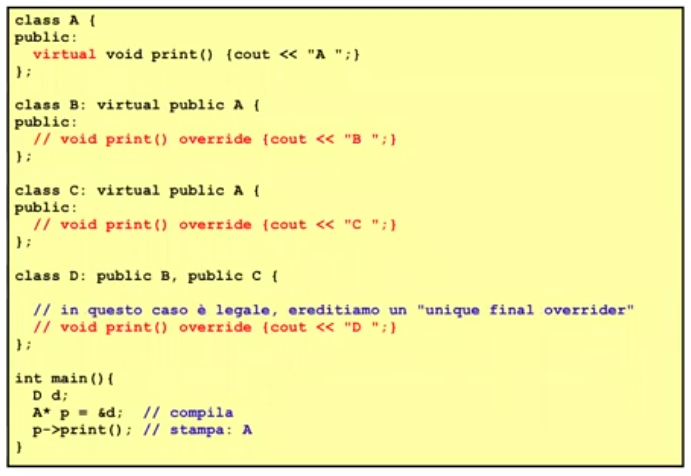 class A {
public:
  virtual void print() {cout << "A ";}
};

class B: virtual public A {
public:
  // void print() override {cout << "B ";}
};

class C: virtual public A {
public:
  // void print() override {cout << "C ";}
};

class D: public B, public C {

  // in questo caso è legale, ereditiamo un "unique final overrider"
  // void print() override {cout << "D ";}
};

int main(){
  D d;
  A* p = &d;  // compila
  p->print(); // stampa: A
}